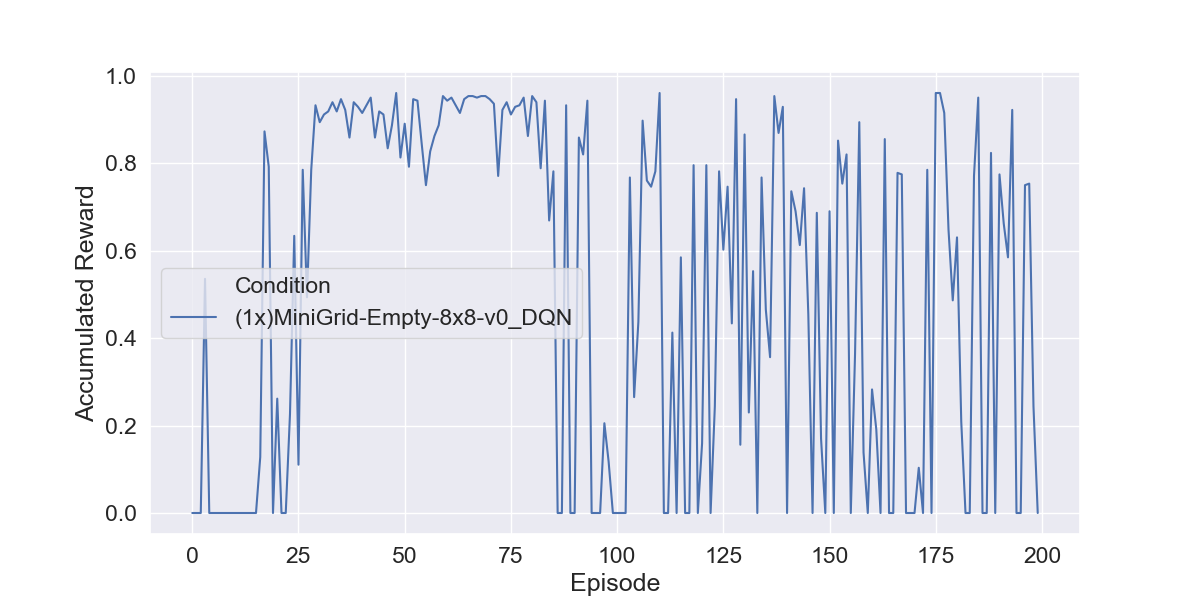 1.0
0.8
0.6
0.4
0.2
0.0
Accumulated Reward
Condition
(1x)MiniGrid-Empty-8x8-v0_DQN
0 25 50 75 100 125 150 175 200
Episode